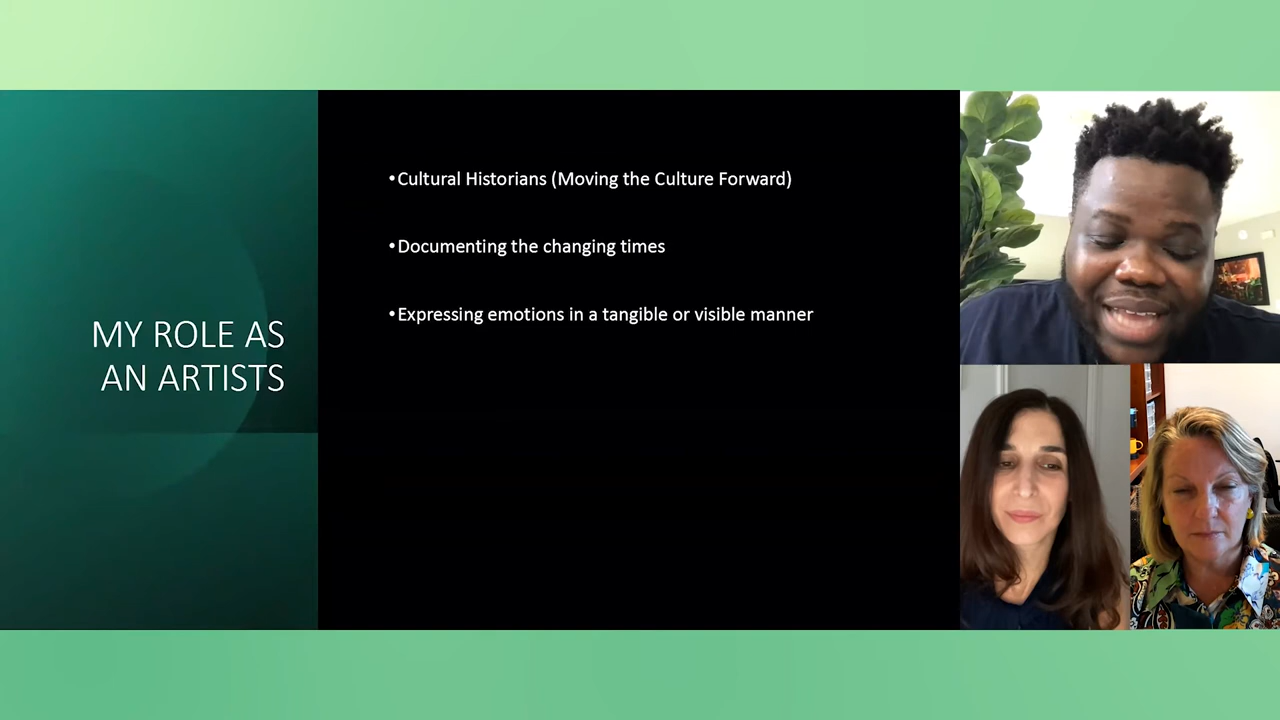 MY ROLE AS
AN ARTISTS
•Cultural Historians (Moving the Culture Forward)
•Documenting the changing times
•Expressing emotions in a tangible or visible manner